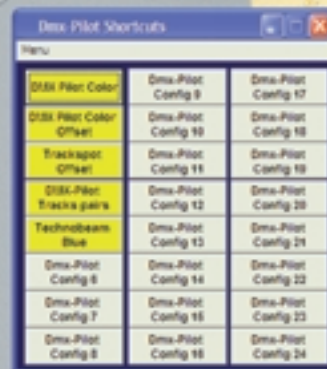 Dmx-Pilot Shortcuts
Menu
DMX Pilot Color
Dmx-Pilot
Config 9
Dmx-Pilot
Config 17
DMX Pilot Color
Offset
Dmx-Pilot
Config 10
Dmx-Pilot
Config 18
Trackspot
Offset
Dmx-Pilot
Config 11
Dmx-Pilot
Config 19
DMX-Pilot
Tracks pairs
Dmx-Pilot
Config 12
Dmx-Pilot
Config 20
Technobeam
Blue
Dmx-Pilot
Config 13
Dmx-Pilot
Config 21
Dmx-Pilot
Config 6
Dmx-Pilot
Config 14
Dmx-Pilot
Config 22
Dmx-Pilot
Config 7
Dmx-Pilot
Config 15
Dmx-Pilot
Config 23
Dmx-Pilot
Config 8
Dmx-Pilot
Config 16
Dmx-Pilot
Config 24